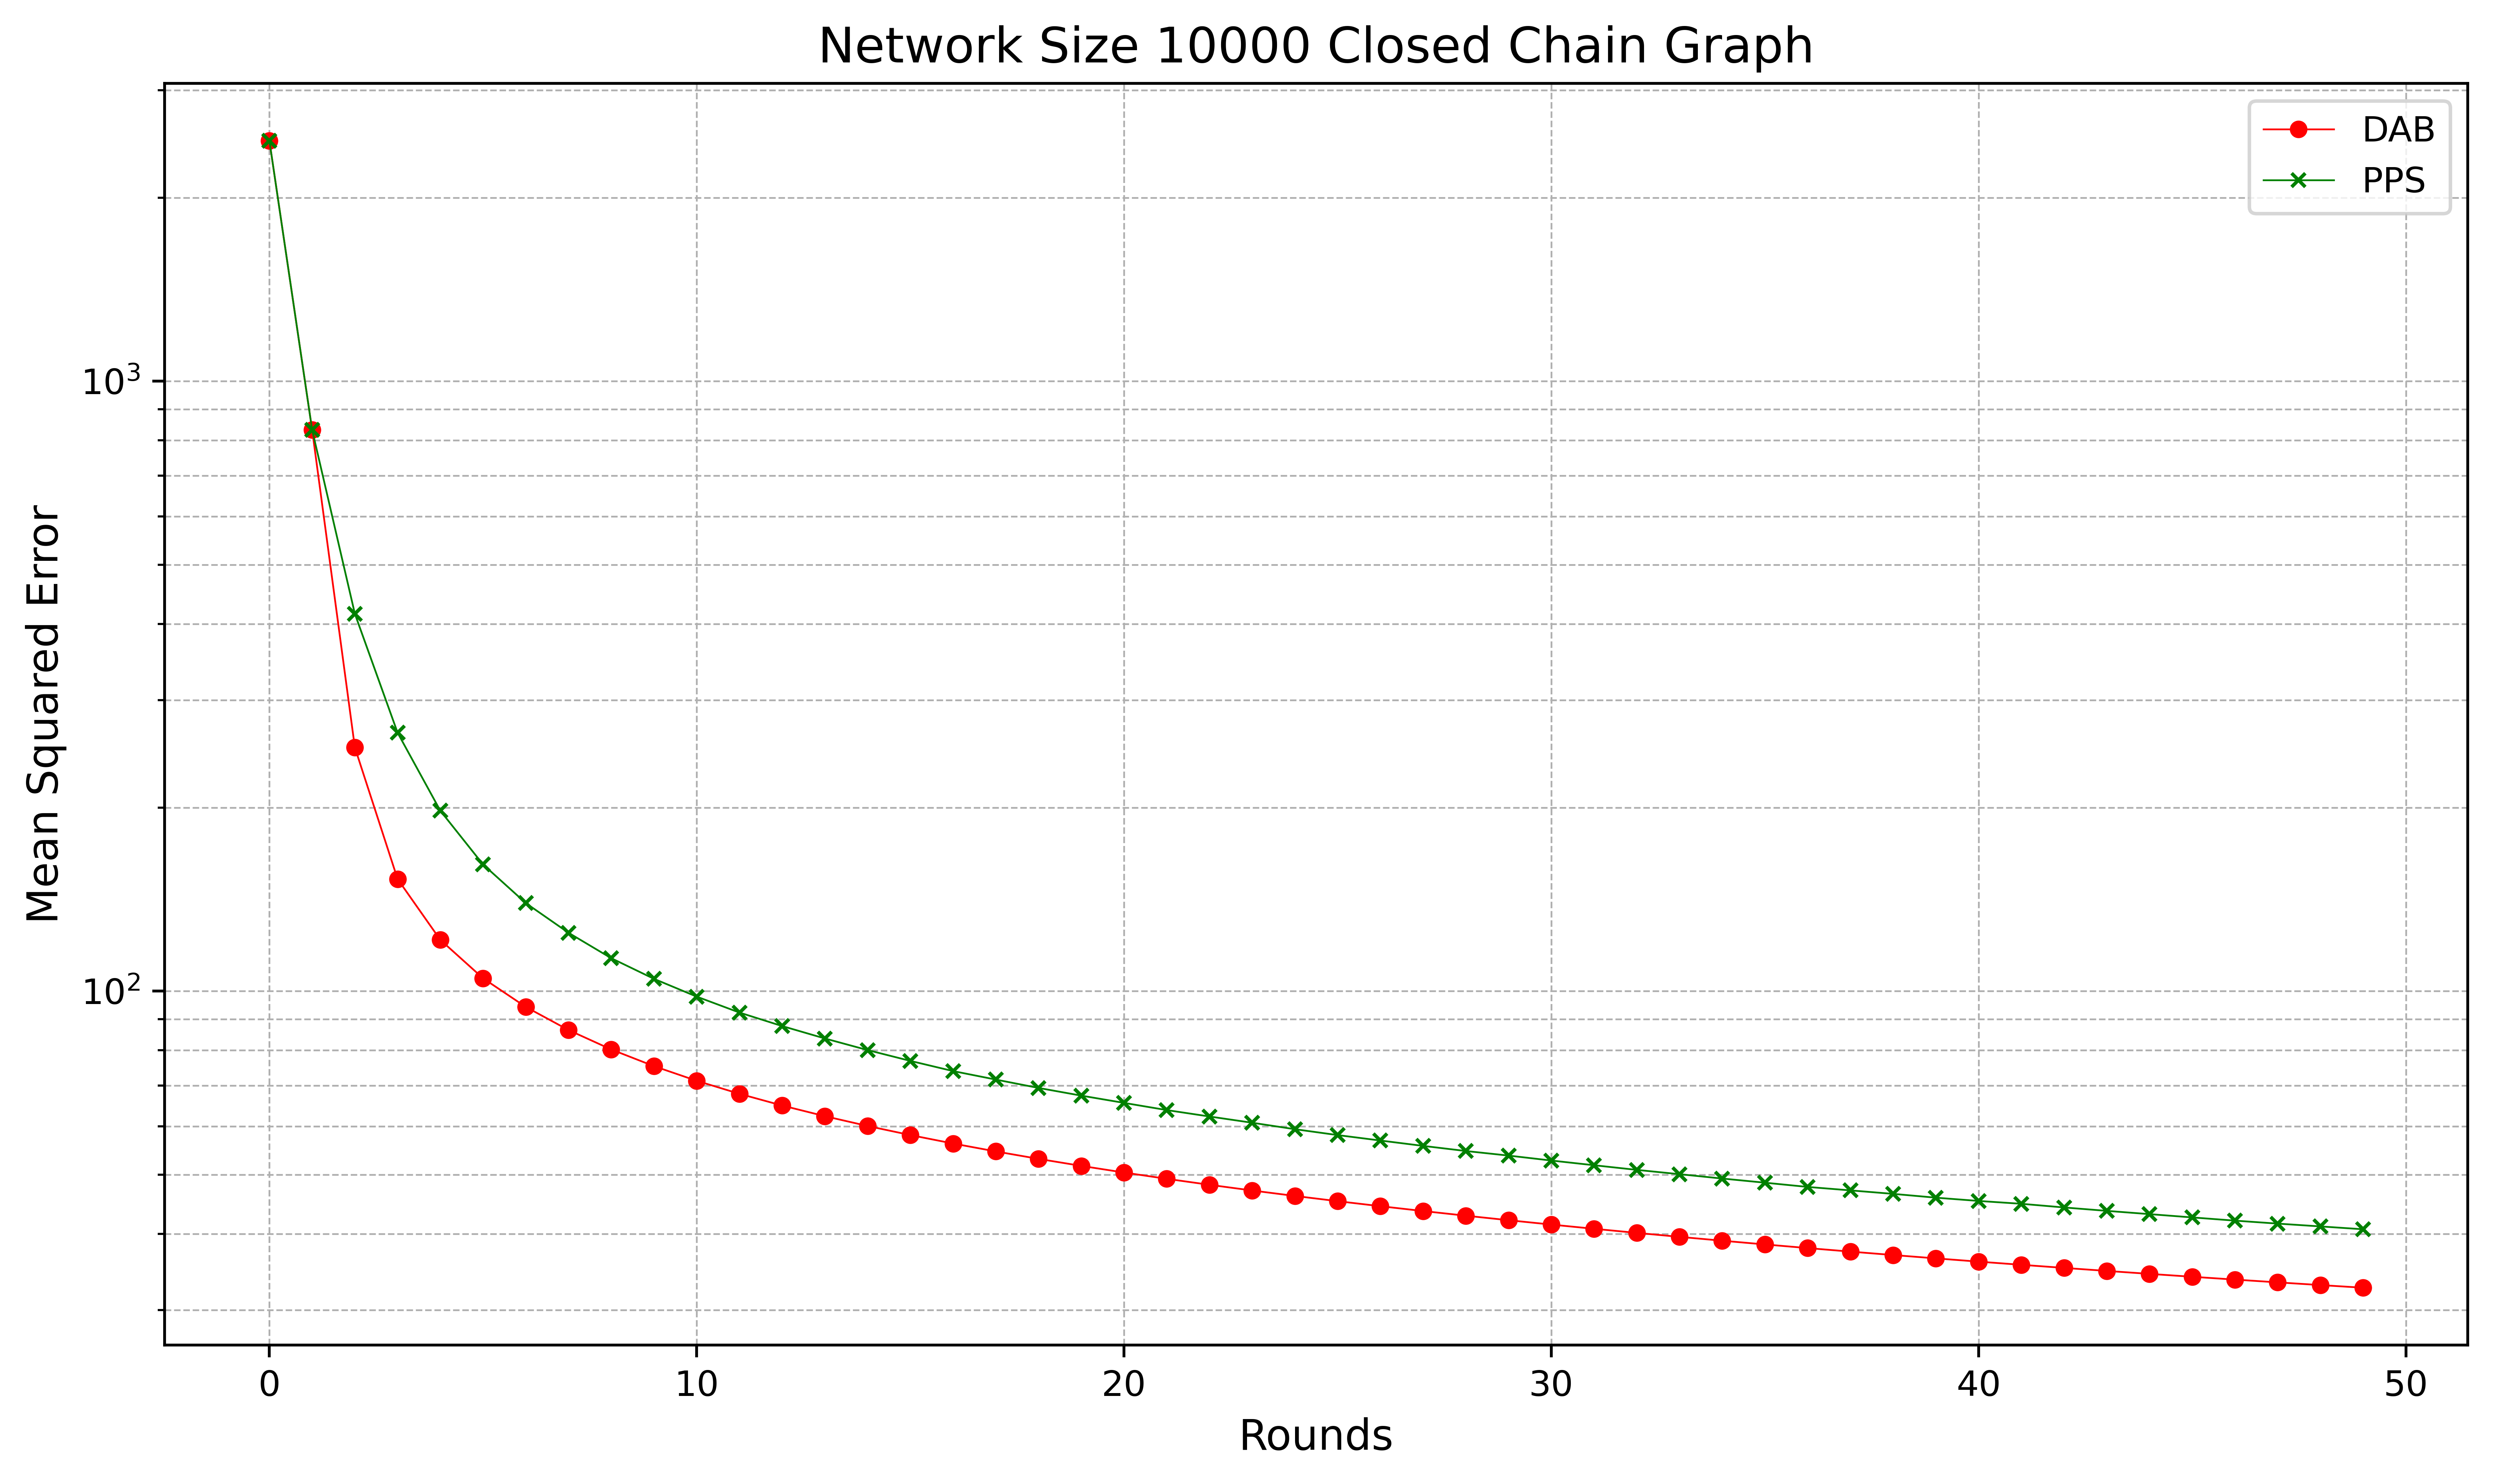 Network Size 10000 Closed Chain Graph
DAB
PPS
Mean Squared Error
10³
10²
0 10 20 30 40 50
Rounds